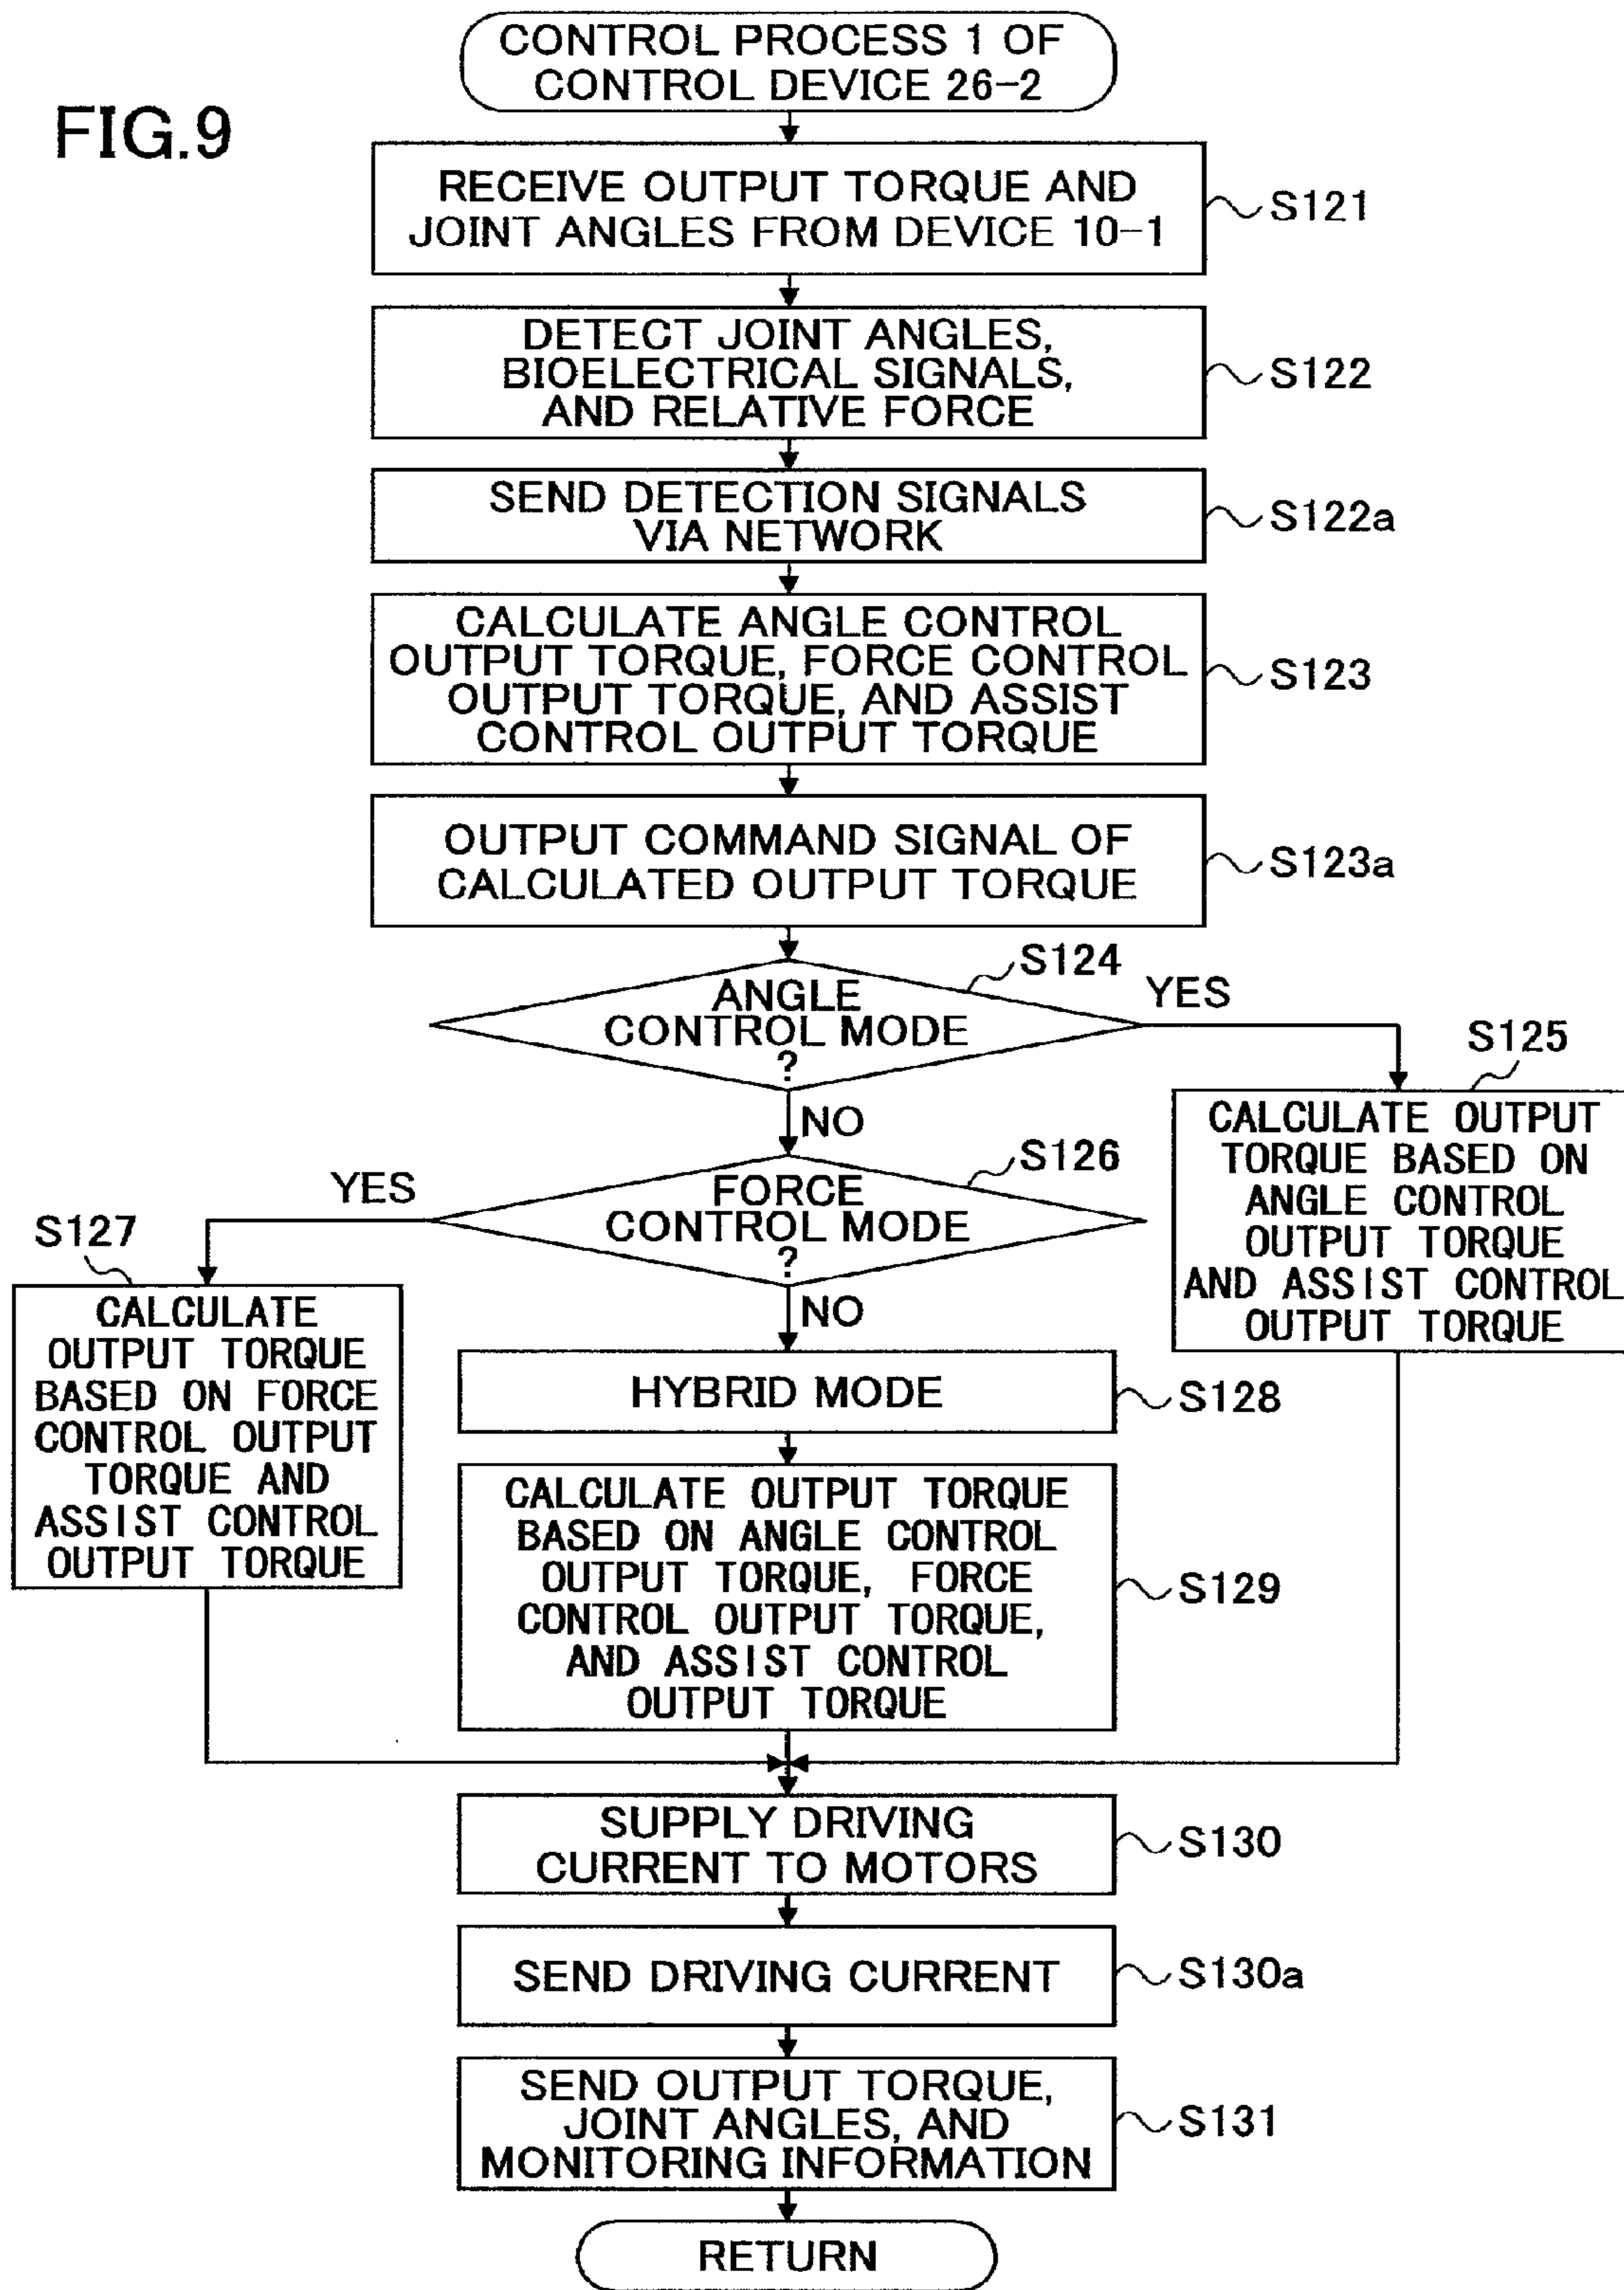 FIG.9
CONTROL PROCESS 1 OF
CONTROL DEVICE 26-2
RECEIVE OUTPUT TORQUE AND
JOINT ANGLES FROM DEVICE 10-1
S121
DETECT JOINT ANGLES,
BIOELECTRICAL SIGNALS,
AND RELATIVE FORCE
S122
SEND DETECTION SIGNALS
VIA NETWORK
S122a
CALCULATE ANGLE CONTROL
OUTPUT TORQUE, FORCE CONTROL
OUTPUT TORQUE, AND ASSIST
CONTROL OUTPUT TORQUE
S123
OUTPUT COMMAND SIGNAL OF
CALCULATED OUTPUT TORQUE
S123a
S124
ANGLE
CONTROL MODE
?
YES
NO
S125
CALCULATE OUTPUT
TORQUE BASED ON
ANGLE CONTROL
OUTPUT TORQUE
AND ASSIST CONTROL
OUTPUT TORQUE
S126
FORCE
CONTROL MODE
?
YES
NO
S127
CALCULATE
OUTPUT TORQUE
BASED ON FORCE
CONTROL OUTPUT
TORQUE AND
ASSIST CONTROL
OUTPUT TORQUE
HYBRID MODE
S128
CALCULATE OUTPUT TORQUE
BASED ON ANGLE CONTROL
OUTPUT TORQUE, FORCE
CONTROL OUTPUT TORQUE,
AND ASSIST CONTROL
OUTPUT TORQUE
S129
SUPPLY DRIVING
CURRENT TO MOTORS
S130
SEND DRIVING CURRENT
S130a
SEND OUTPUT TORQUE,
JOINT ANGLES, AND
MONITORING INFORMATION
S131
RETURN